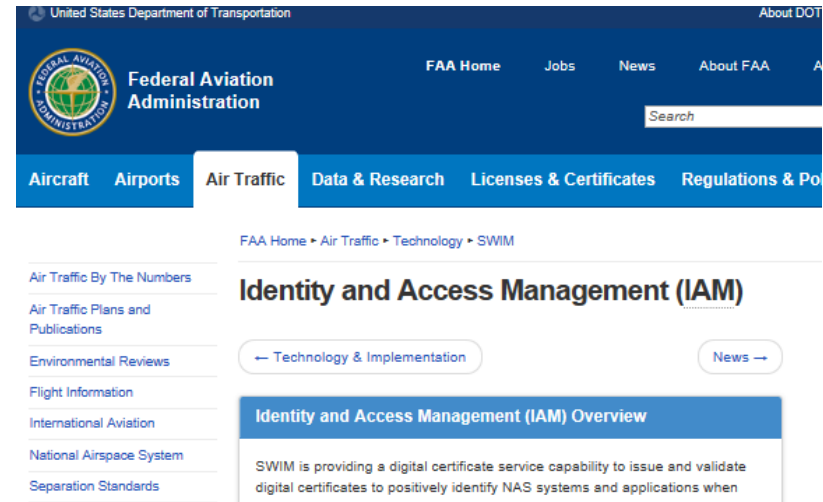 United States Department of Transportation About DOT
FEDERAL AVIATION
ADMINISTRATION
Federal Aviation
Administration
FAA Home Jobs News About FAA A
Search
Aircraft Airports Air Traffic Data & Research Licenses & Certificates Regulations & Pol
FAA Home ▸ Air Traffic ▸ Technology ▸ SWIM
Air Traffic By The Numbers
Air Traffic Plans and
Publications
Environmental Reviews
Flight Information
International Aviation
National Airspace System
Separation Standards
Identity and Access Management (IAM)
← Technology & Implementation News →
Identity and Access Management (IAM) Overview
SWIM is providing a digital certificate service capability to issue and validate
digital certificates to positively identify NAS systems and applications when